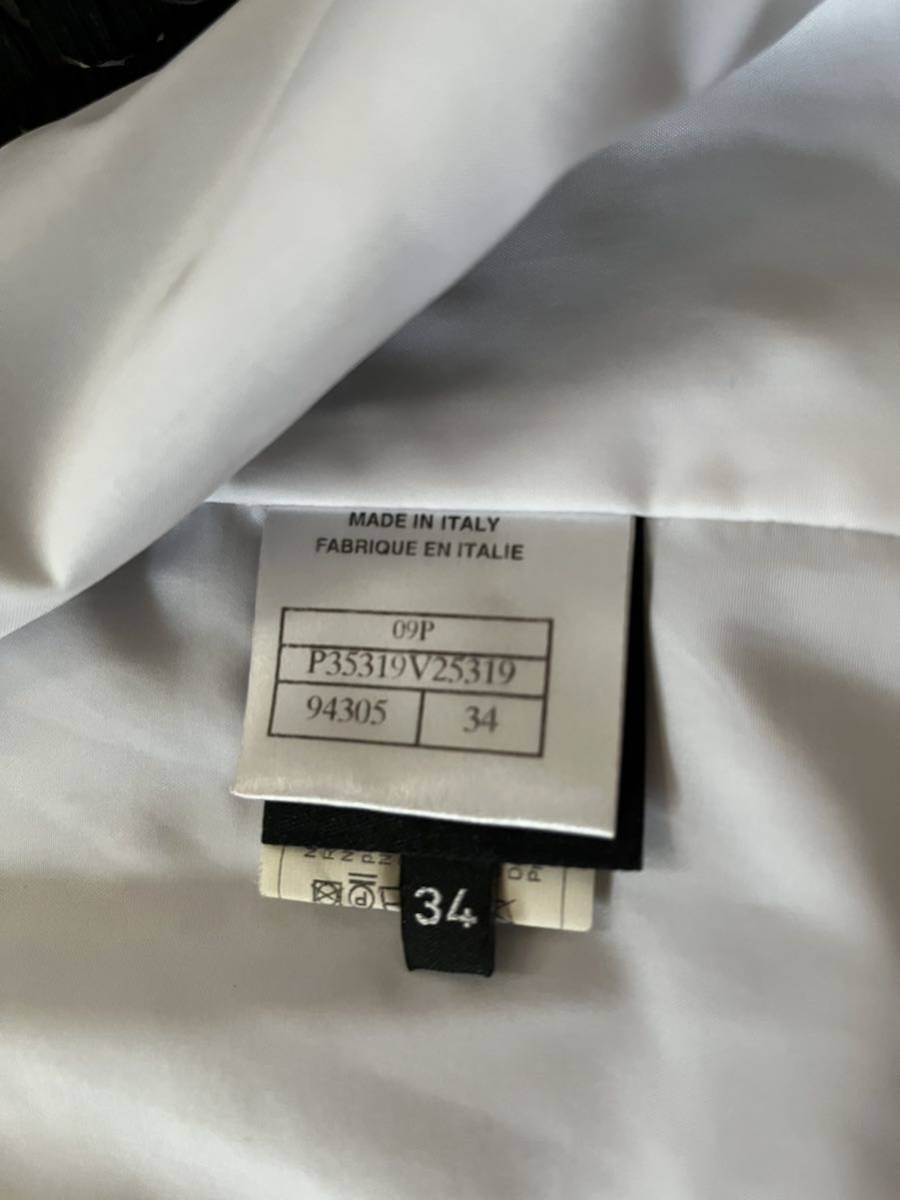 MADE IN ITALY
FABRIQUE EN ITALIE
09P
P35319V25319
94305 34
34